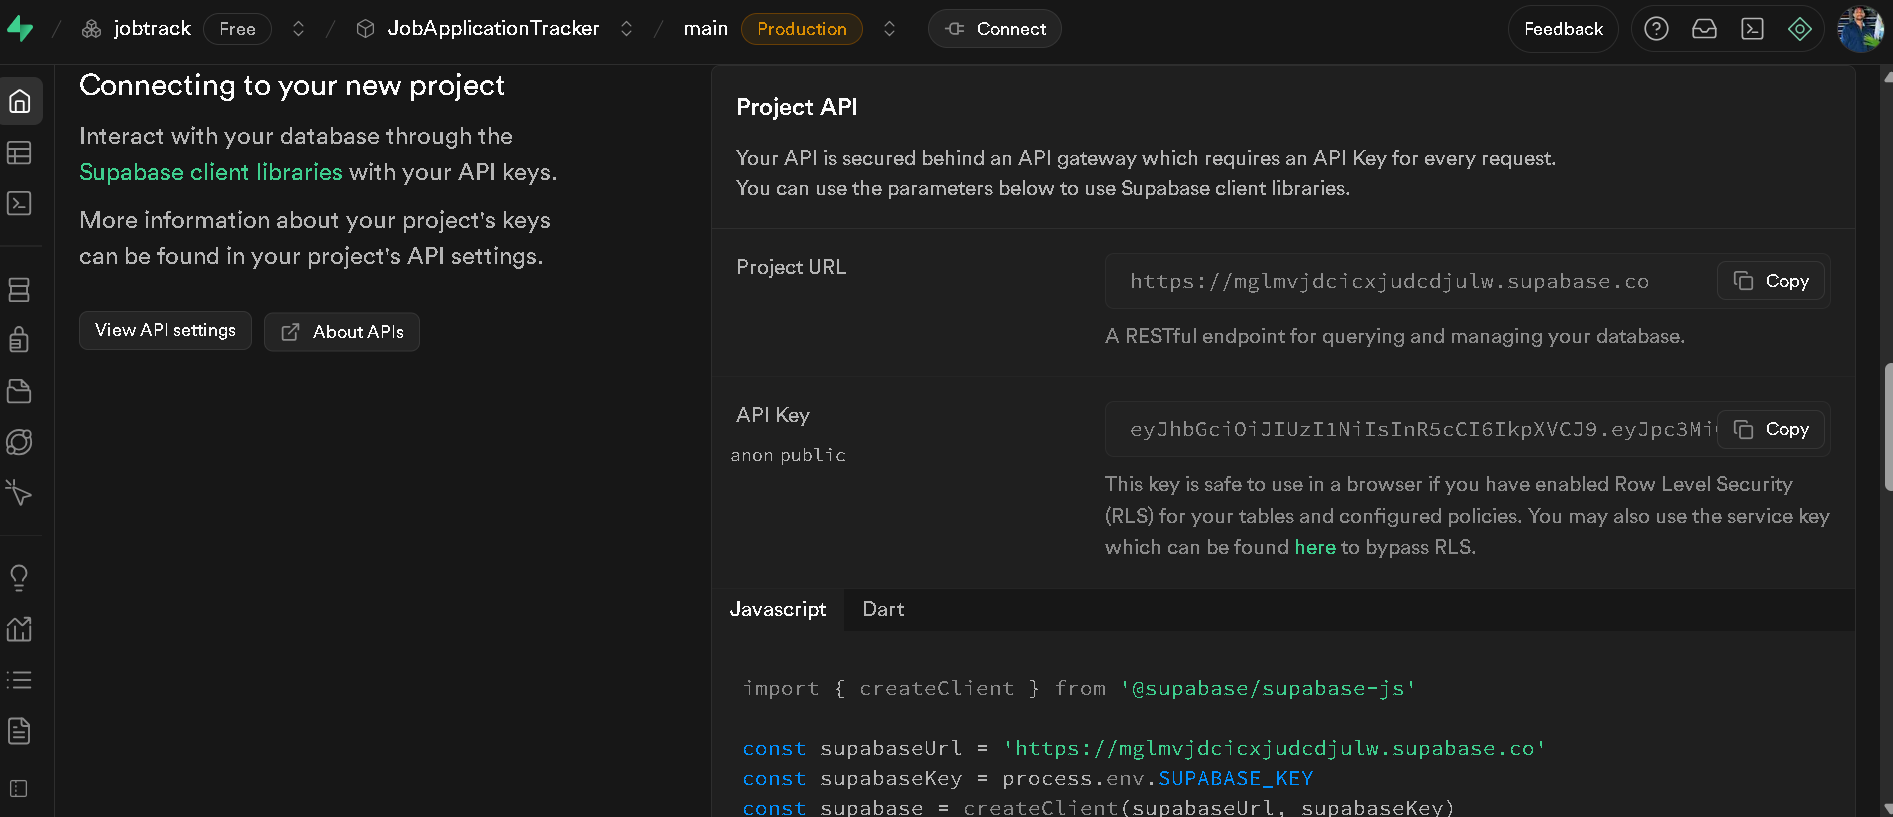 jobtrack Free JobApplicationTracker main Production Connect Feedback
Connecting to your new project
Interact with your database through the
Supabase client libraries with your API keys.
More information about your project's keys
can be found in your project's API settings.
View API settings About APIs
Project API
Your API is secured behind an API gateway which requires an API Key for every request.
You can use the parameters below to use Supabase client libraries.
Project URL
https://mglmvjdcicxjudcdjulw.supabase.co Copy
A RESTful endpoint for querying and managing your database.
API Key
anon public
eyJhbGciOiJIUzI1NiIsInR5cCI6IkpXVCJ9.eyJpc3Mi Copy
This key is safe to use in a browser if you have enabled Row Level Security
(RLS) for your tables and configured policies. You may also use the service key
which can be found here to bypass RLS.
Javascript Dart
import { createClient } from '@supabase/supabase-js'
const supabaseUrl = 'https://mglmvjdcicxjudcdjulw.supabase.co'
const supabaseKey = process.env.SUPABASE_KEY
const supabase = createClient(supabaseUrl, supabaseKey)